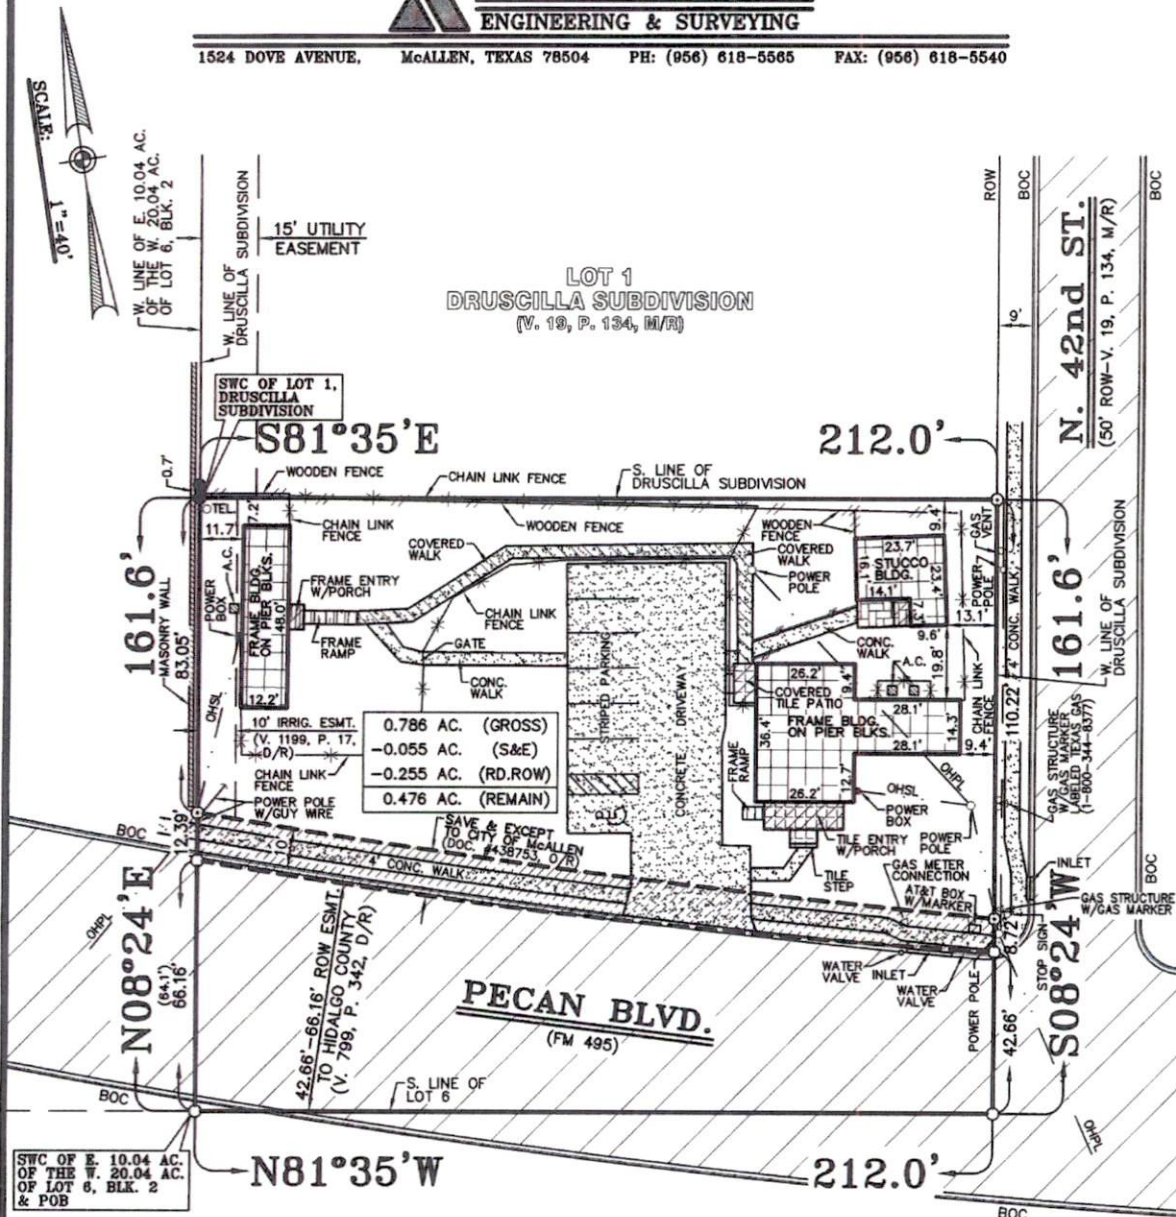 ENGINEERING & SURVEYING
1524 DOVE AVENUE, McALLEN, TEXAS 78504 PH: (956) 618-5565 FAX: (956) 618-5540
SCALE:
1"=40'
W. LINE OF E. 10.04 AC.
OF THE W. 20.04 AC.
OF LOT 6, BLK. 2
W. LINE OF
DRUSCILLA SUBDIVISION
15' UTILITY
EASEMENT
LOT 1
DRUSCILLA SUBDIVISION
(V. 19, P. 134, M/R)
ROW
BOC
BOC
9'
N. 42nd ST.
(50' ROW-V. 19, P. 134, M/R)
SWC OF LOT 1,
DRUSCILLA
SUBDIVISION
S81°35'E
212.0'
0.7'
WOODEN FENCE
CHAIN LINK FENCE
S. LINE OF
DRUSCILLA SUBDIVISION
TEL
11.7'
7.2'
A.C.
CHAIN LINK
FENCE
WOODEN FENCE
COVERED
WALK
WOODEN
FENCE
COVERED
WALK
POWER
POLE
23.7'
STUCCO
BLDG.
16.1'
14.1'
23.4'
7.3'
9.4'
GAS
VENT
POWER
POLE
13.1'
4' CONC. WALK
161.6'
MASONRY WALL
83.05'
POWER
BOX
FRAME BLDG.
ON PIER BLKS.
48.0'
12.2'
FRAME ENTRY
W/PORCH
FRAME
RAMP
CHAIN LINK
FENCE
GATE
CONC.
WALK
OHSL
10' IRRIG. ESMT.
(V. 1199, P. 17,
D/R)
CHAIN LINK
FENCE
POWER POLE
W/GUY WIRE
0.786 AC. (GROSS)
-0.055 AC. (S&E)
-0.255 AC. (RD.ROW)
0.476 AC. (REMAIN)
STRIPED PARKING
CONCRETE DRIVEWAY
CONC.
WALK
9.6'
19.8'
A.C.
26.2'
9.4'
COVERED
TILE PATIO
FRAME BLDG.
ON PIER BLKS.
28.1'
28.1'
14.3'
36.4'
26.2'
12.7'
FRAME
RAMP
CHAIN LINK
FENCE
9.4'
110.22'
161.6'
W. LINE OF
DRUSCILLA SUBDIVISION
GAS STRUCTURE
W/GAS MARKER
LABELED TEXAS GAS
(1-800-344-8377)
OHPL
OHSL
POWER
BOX
POWER
POLE
TILE ENTRY
W/PORCH
TILE
STEP
GAS METER
CONNECTION
AT&T BOX
W/MARKER
INLET
GAS STRUCTURE
W/GAS MARKER
BOC
BOC
12.39'
10'
4' CONC. WALK
SAVE & EXCEPT
TO CITY OF McALLEN
(DOC. #438753, O/R)
8.72'
STOP SIGN
WATER
VALVE
INLET
WATER
VALVE
POWER POLE
42.66'
S08°24'W
N08°24'E
(64.1')
66.16'
OHPL
42.66'-66.16' ROW ESMT.
TO HIDALGO COUNTY
(V. 799, P. 342, D/R)
PECAN BLVD.
(FM 495)
S. LINE OF
LOT 6
BOC
OHPL
SWC OF E. 10.04 AC.
OF THE W. 20.04 AC.
OF LOT 6, BLK. 2
& POB
N81°35'W
212.0'
BOC